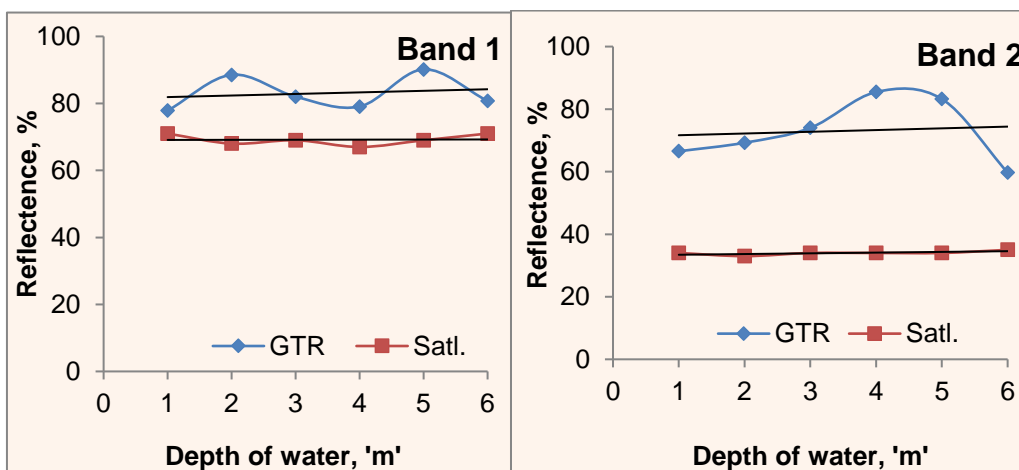 Band 1
Reflectence, %
100
80
60
40
20
0
GTR
Satl.
0 1 2 3 4 5 6
Depth of water, 'm'
Band 2
Reflectence, %
100
80
60
40
20
0
GTR
Satl.
0 1 2 3 4 5 6
Depth of water, 'm'